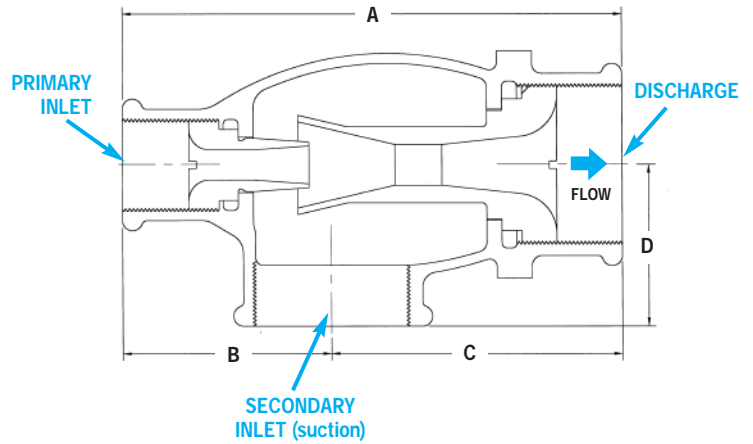 A
PRIMARY
INLET
DISCHARGE
FLOW
D
B
C
SECONDARY
INLET (suction)